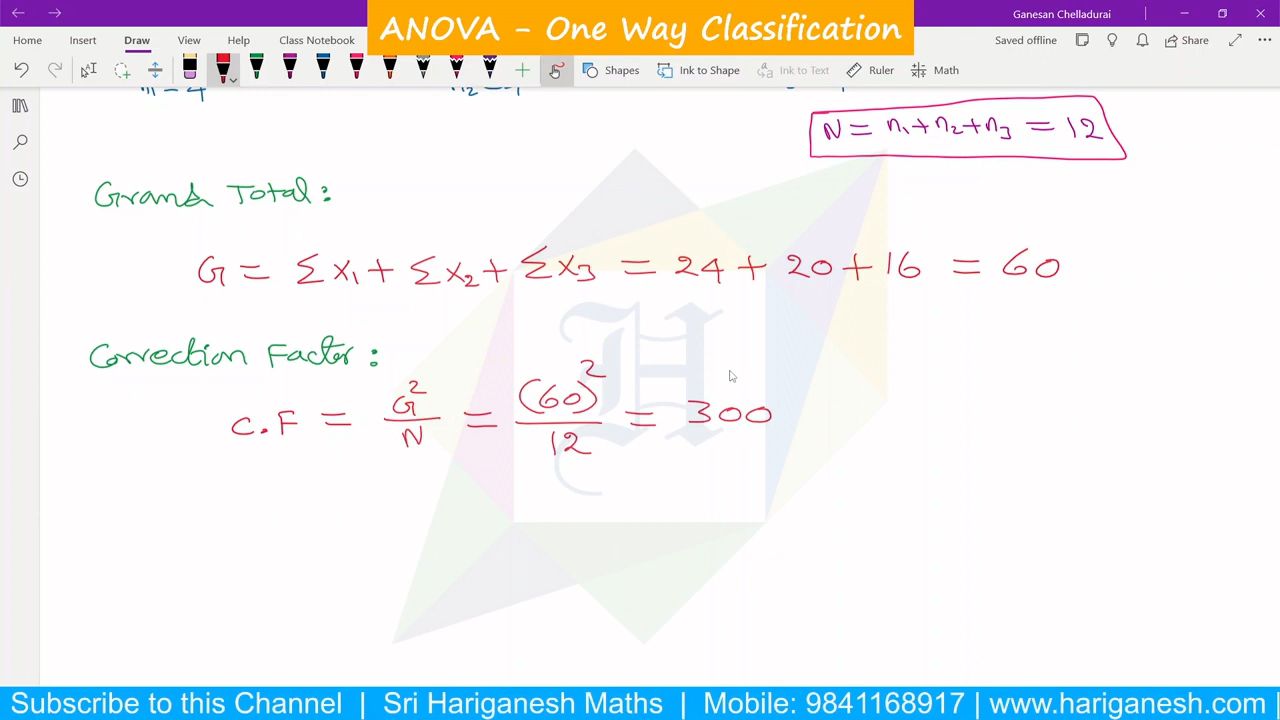 Ganesan Chelladurai
ANOVA - One Way Classification
Home Insert Draw View Help Class Notebook Saved offline Share
Shapes Ink to Shape Ink to Text Ruler Math
N = n₁+n₂+n₃ = 12
Grand Total:
G = Σx₁ + Σx₂ + Σx₃ = 24 + 20 + 16 = 60
Correction Factor:
C.F = G²/N = (60)²/12 = 300
H
Subscribe to this Channel | Sri Hariganesh Maths | Mobile: 9841168917 | www.hariganesh.com |